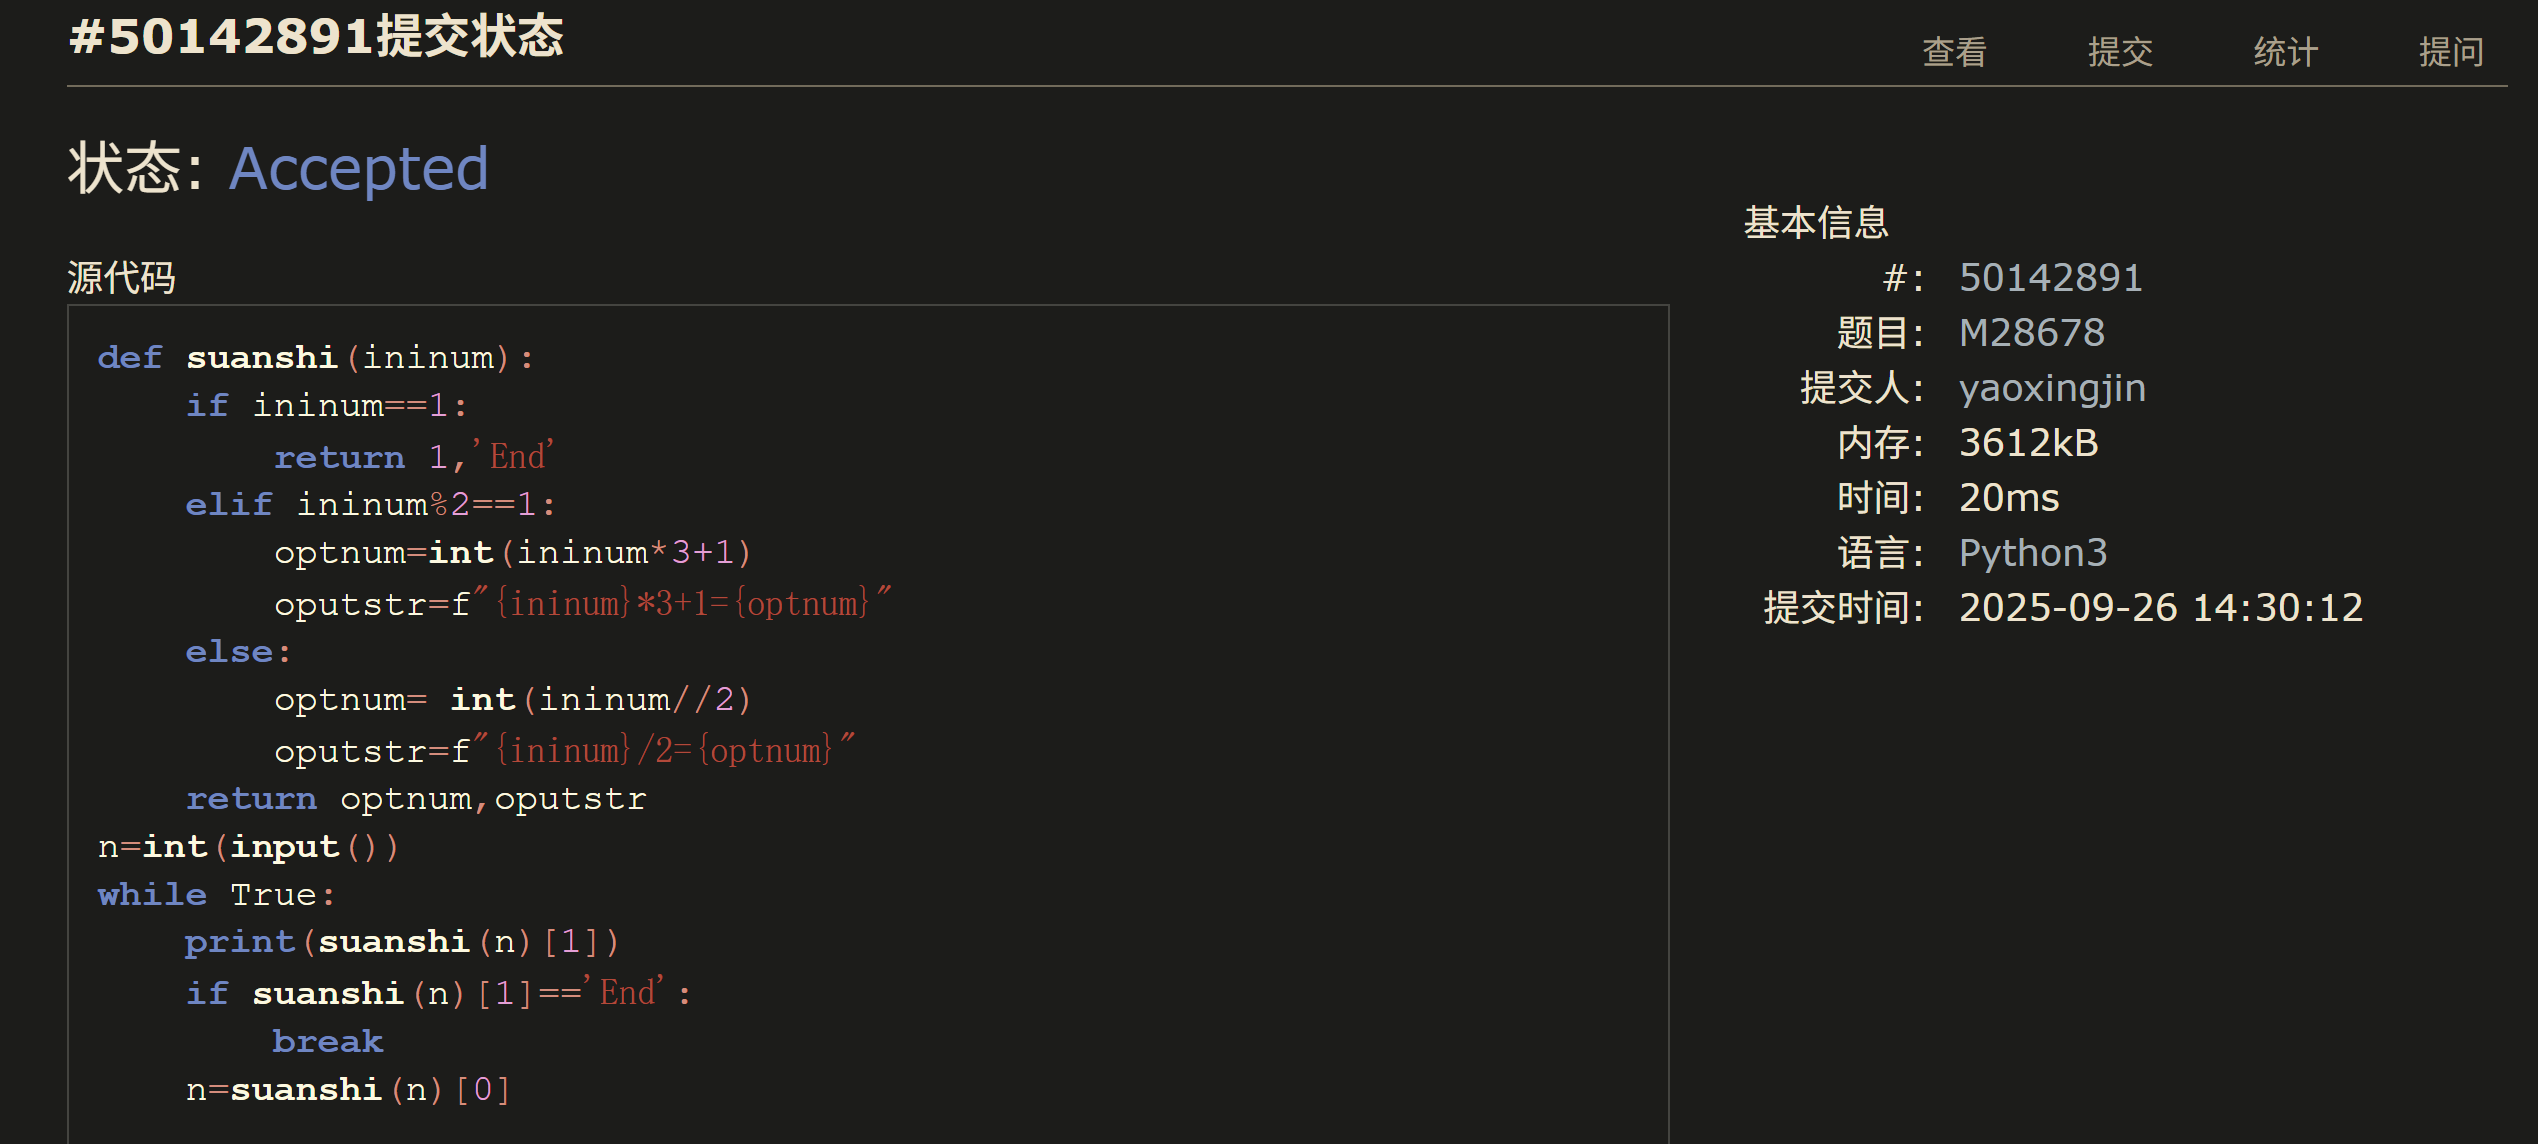 #50142891提交状态
查看 提交 统计 提问
状态: Accepted
源代码
def suanshi(ininum):
    if ininum==1:
        return 1,'End'
    elif ininum%2==1:
        optnum=int(ininum*3+1)
        oputstr=f"{ininum}*3+1={optnum}"
    else:
        optnum= int(ininum//2)
        oputstr=f"{ininum}/2={optnum}"
    return optnum,oputstr
n=int(input())
while True:
    print(suanshi(n)[1])
    if suanshi(n)[1]=='End':
        break
    n=suanshi(n)[0]
基本信息
#: 50142891
题目: M28678
提交人: yaoxingjin
内存: 3612kB
时间: 20ms
语言: Python3
提交时间: 2025-09-26 14:30:12